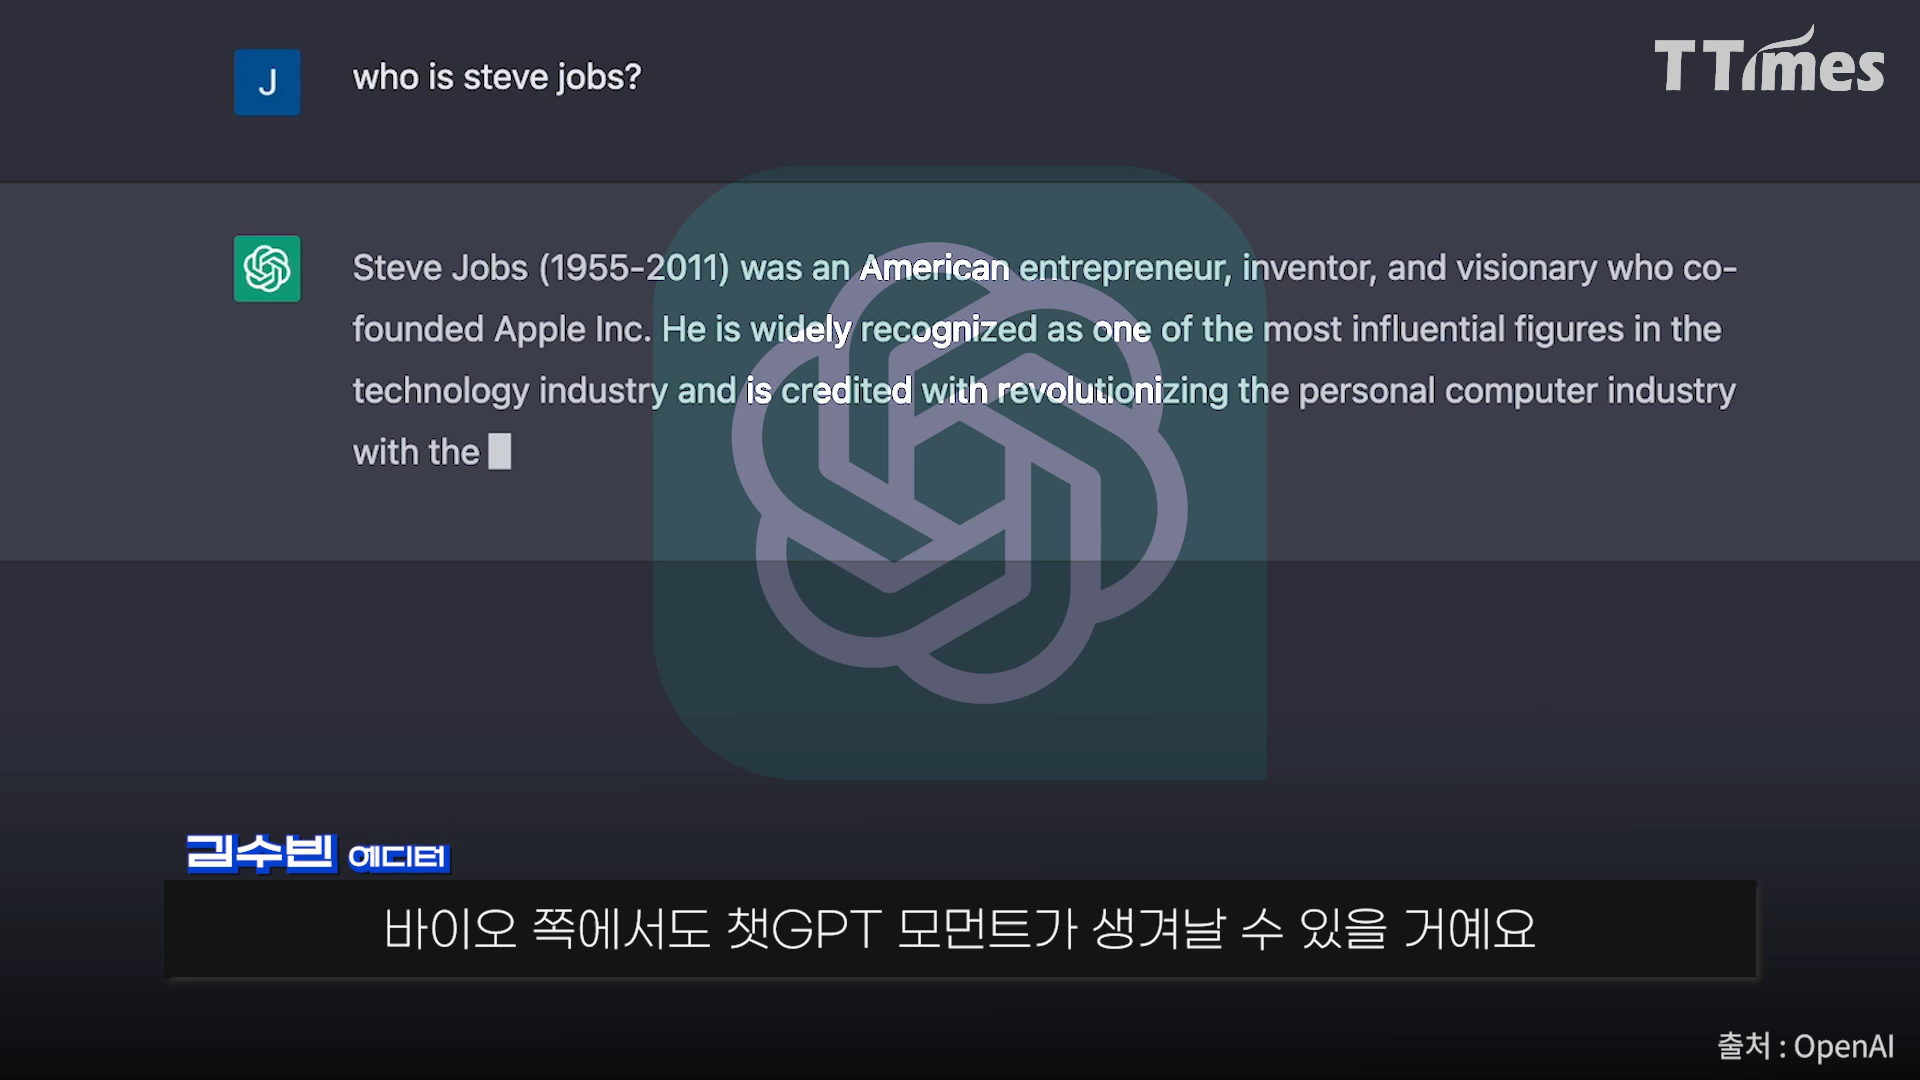 TTimes
J
who is steve jobs?
Steve Jobs (1955-2011) was an American entrepreneur, inventor, and visionary who co-
founded Apple Inc. He is widely recognized as one of the most influential figures in the
technology industry and is credited with revolutionizing the personal computer industry
with the
김수빈 에디터
바이오 쪽에서도 챗GPT 모먼트가 생겨날 수 있을 거예요
출처 : OpenAI